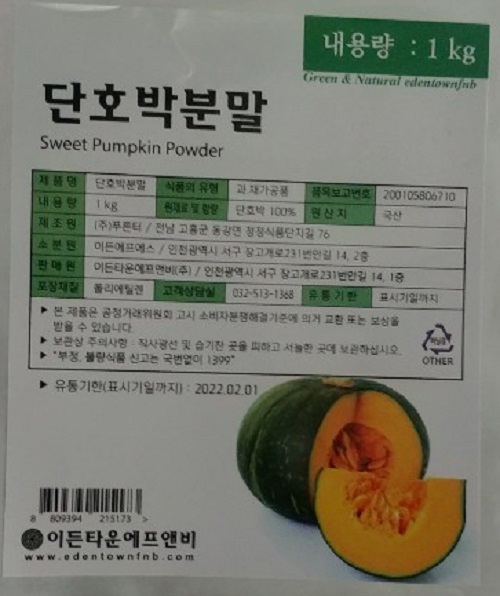 내용량 : 1 kg
Green & Natural edentownfnb
단호박분말
Sweet Pumpkin Powder
제품명 단호박분말 식품의 유형 과.채가공품 품목보고번호 200105806710
내용량 1 kg 원재료 및 함량 단호박 100% 원산지 국산
제조원 (주)푸른터 / 전남 고흥군 동강면 청정식품단지길 76
소분원 이든에프에스 / 인천광역시 서구 장고개로231번안길 14, 2층
판매원 이든타운에프앤비(주) / 인천광역시 서구 장고개로231번안길 14, 1층
포장재질 폴리에틸렌 고객상담실 032-513-1368 유통기한 표시기일까지
▶ 본 제품은 공정거래위원회 고시 소비자분쟁해결기준에 의거 교환 또는 보상을
받을 수 있습니다.
▶ 보관상 주의사항 : 직사광선 및 습기찬 곳을 피하고 서늘한 곳에 보관하십시오.
▶ "부정, 불량식품 신고는 국번없이 1399"
OTHER
▶ 유통기한(표시기일까지) : 2022.02.01
8 809394 215173 >
이든타운에프앤비
www.edentownfnb.com